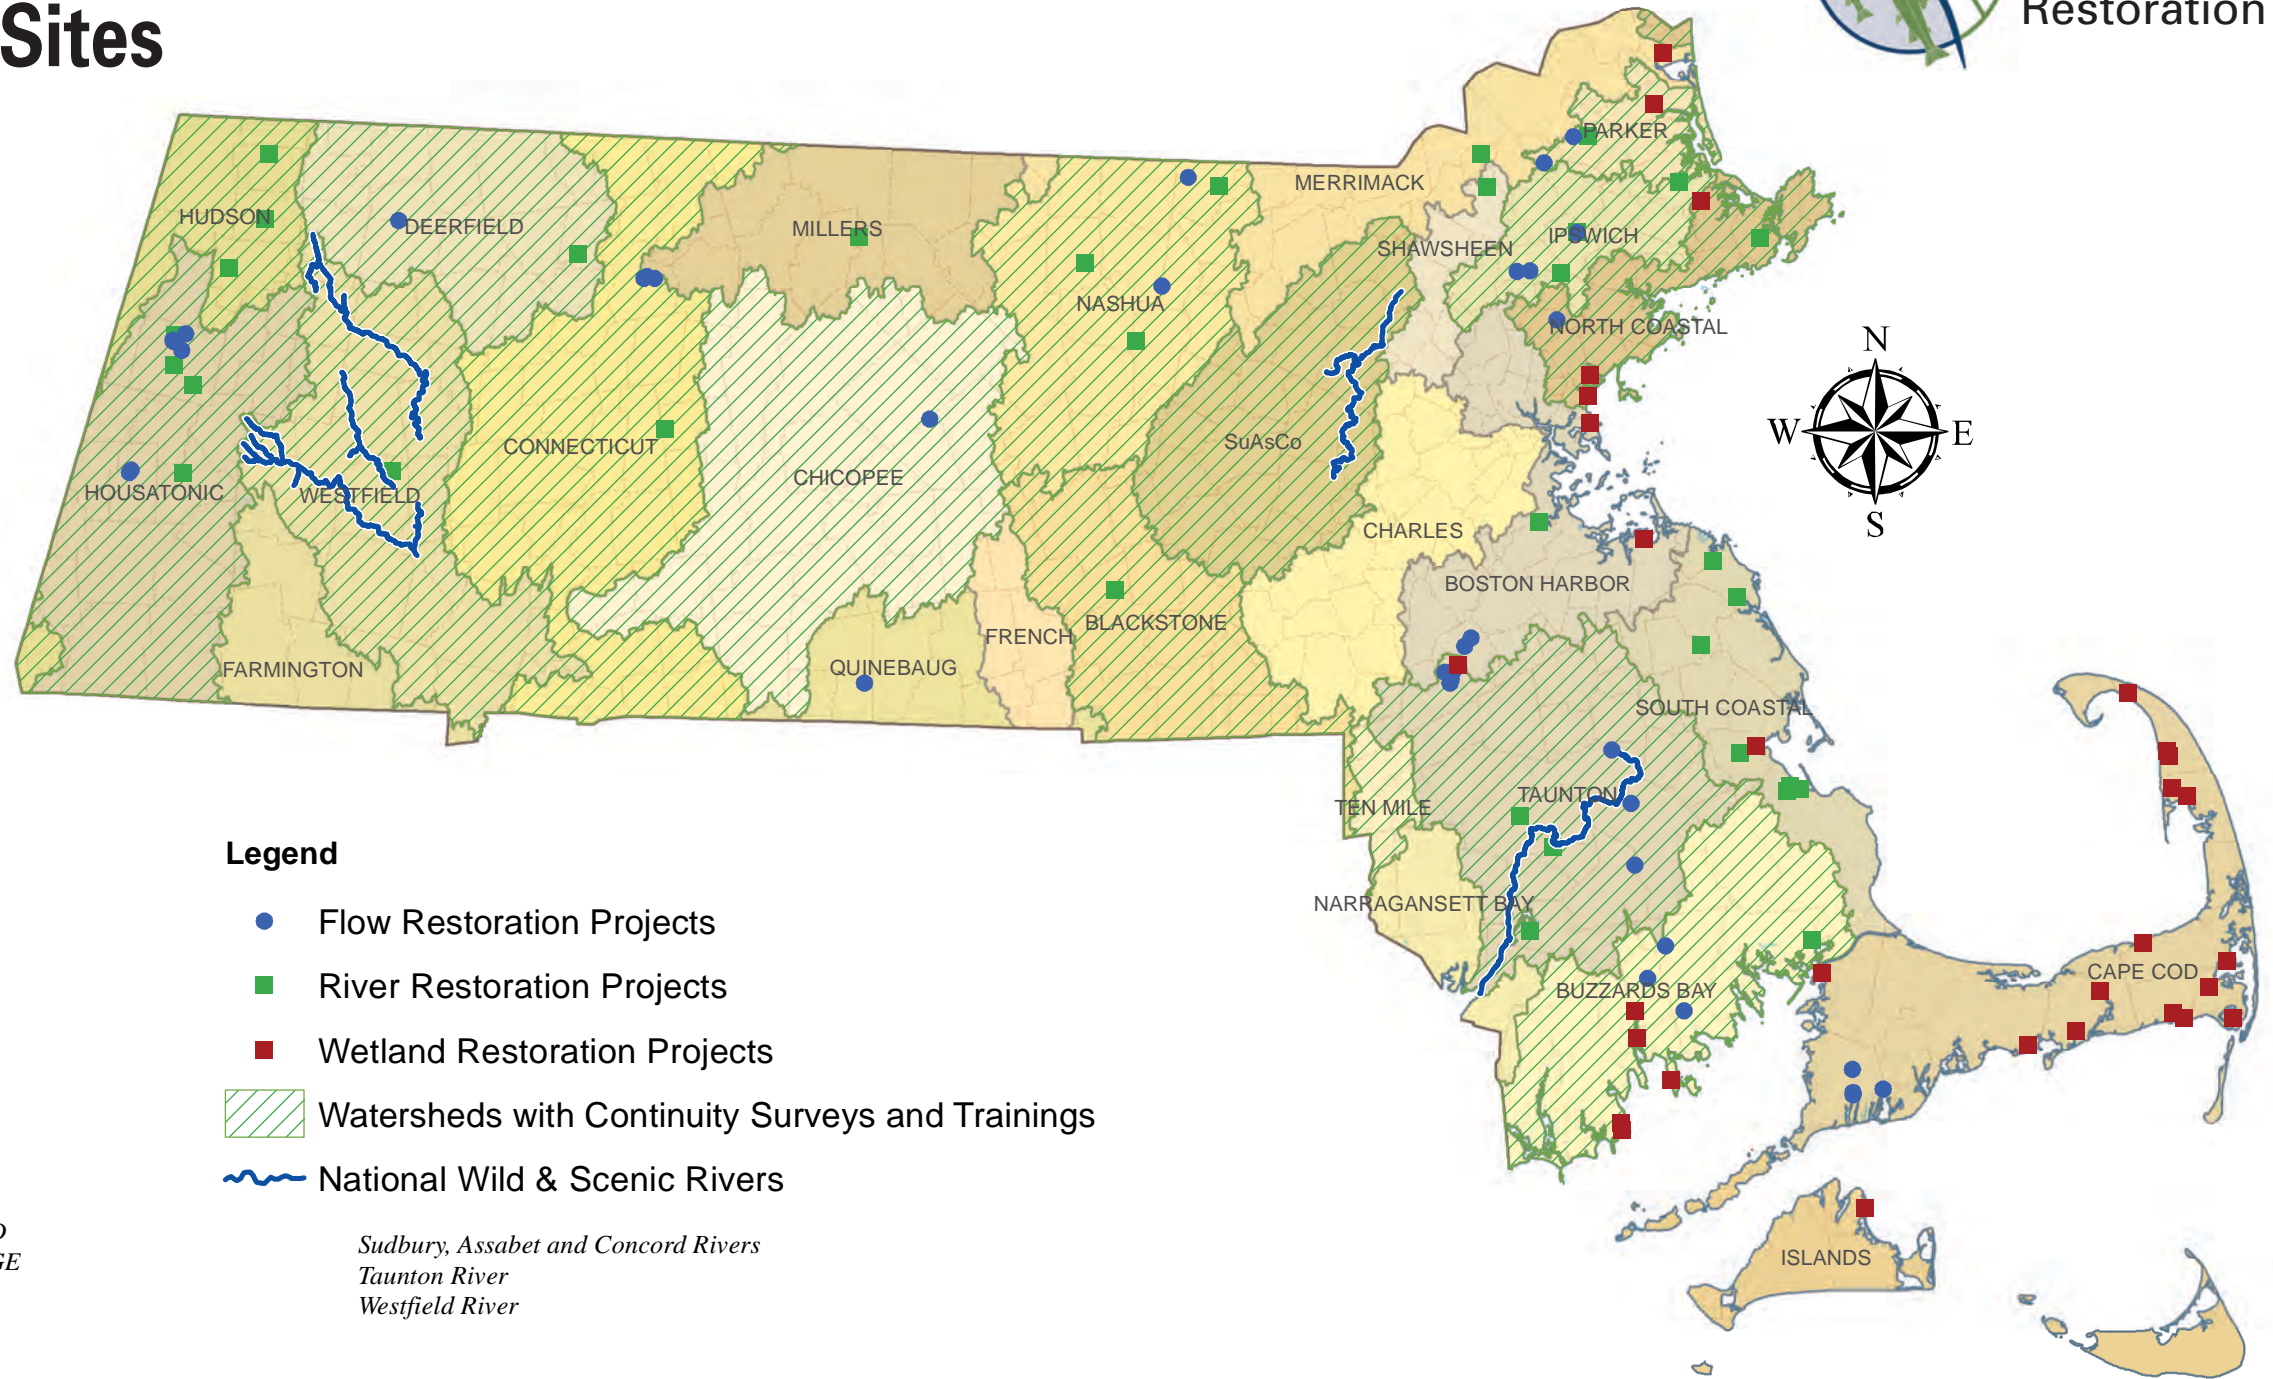 Sites
Restoration
HUDSON
DEERFIELD
MILLERS
MERRIMACK
PARKER
SHAWSHEEN
IPSWICH
NASHUA
NORTH COASTAL
N
W
E
S
CONNECTICUT
SuAsCo
CHICOPEE
HOUSATONIC
WESTFIELD
CHARLES
BOSTON HARBOR
BLACKSTONE
FRENCH
QUINEBAUG
FARMINGTON
SOUTH COASTAL
TAUNTON
TEN MILE
NARRAGANSETT BAY
BUZZARDS BAY
CAPE COD
ISLANDS
Legend
Flow Restoration Projects
River Restoration Projects
Wetland Restoration Projects
Watersheds with Continuity Surveys and Trainings
National Wild & Scenic Rivers
Sudbury, Assabet and Concord Rivers
Taunton River
Westfield River